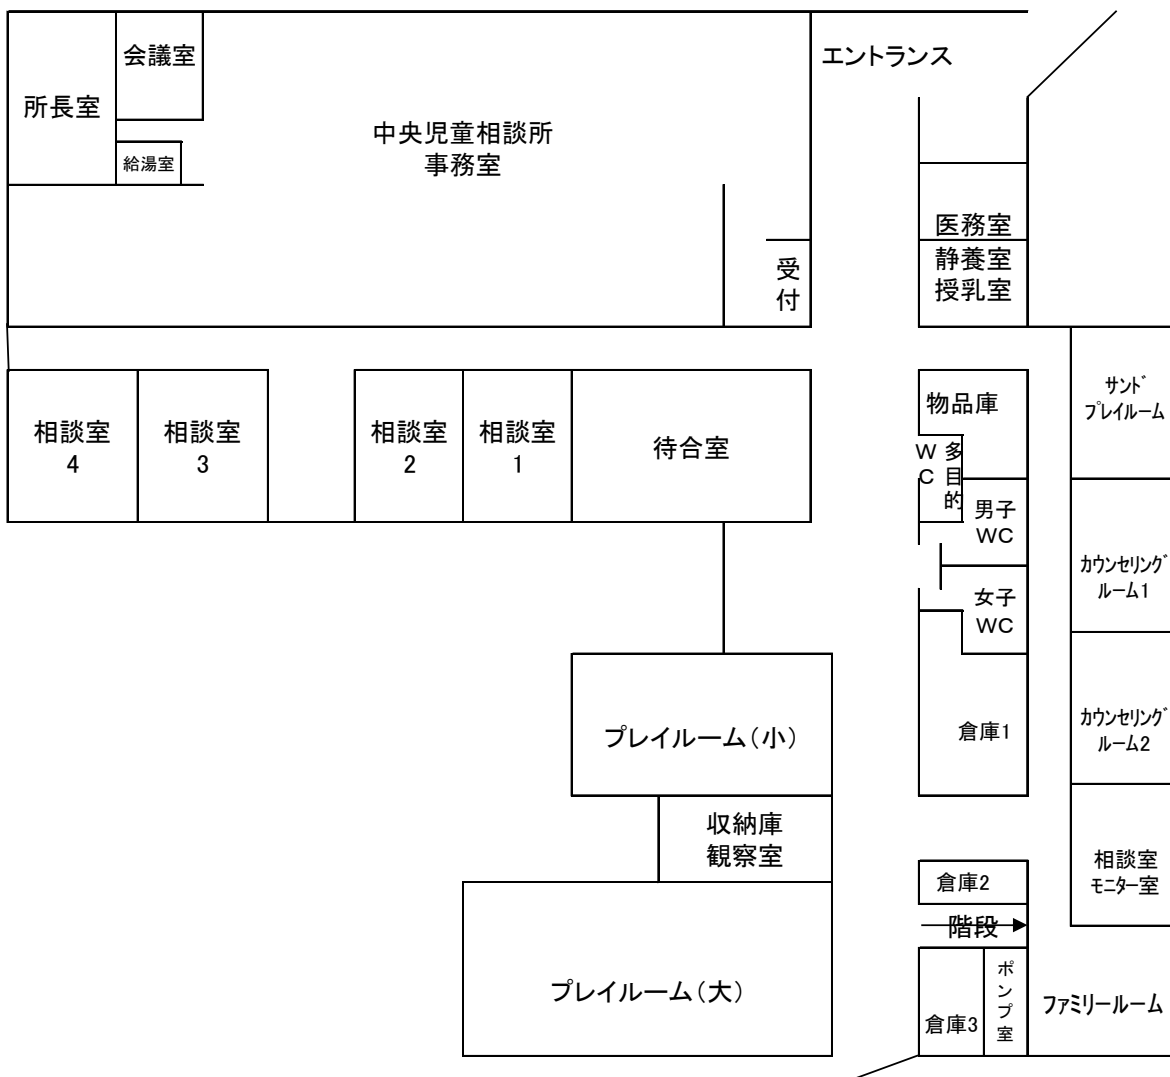 会議室
エントランス
所長室
中央児童相談所
事務室
給湯室
医務室
静養室
授乳室
受
付
サンド
プレイルーム
物品庫
相談室
4
相談室
3
相談室
2
相談室
1
待合室
多目的
WC
男子
WC
カウンセリング
ルーム1
女子
WC
プレイルーム(小)
倉庫1
カウンセリング
ルーム2
収納庫
観察室
相談室
モニター室
倉庫2
階段
プレイルーム(大)
倉庫3
ポンプ室
ファミリールーム